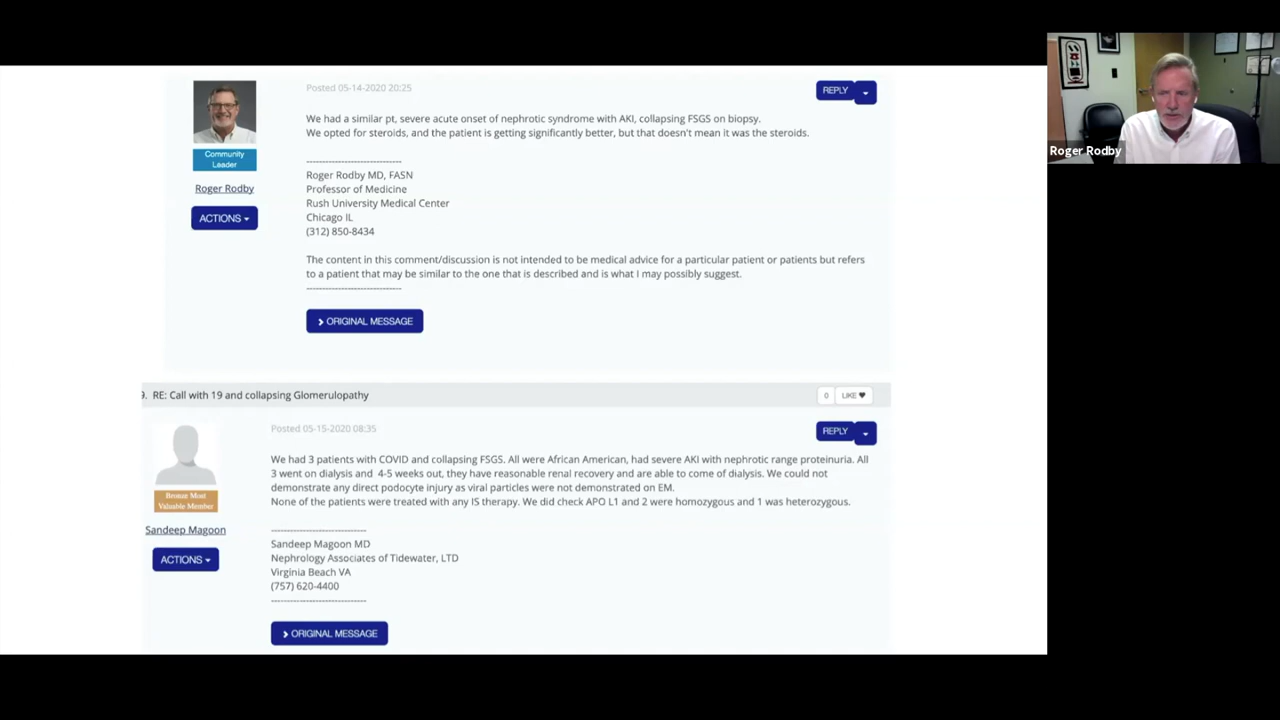 Posted 05-14-2020 20:25
REPLY
We had a similar pt, severe acute onset of nephrotic syndrome with AKI, collapsing FSGS on biopsy.
We opted for steroids, and the patient is getting significantly better, but that doesn't mean it was the steroids.
Community
Leader
------------------------------
Roger Rodby
Roger Rodby MD, FASN
Professor of Medicine
ACTIONS
Rush University Medical Center
Chicago IL
(312) 850-8434
The content in this comment/discussion is not intended to be medical advice for a particular patient or patients but refers
to a patient that may be similar to the one that is described and is what I may possibly suggest.
------------------------------
ORIGINAL MESSAGE
9. RE: Call with 19 and collapsing Glomerulopathy
0 LIKE
Posted 05-15-2020 08:35
REPLY
We had 3 patients with COVID and collapsing FSGS. All were African American, had severe AKI with nephrotic range proteinuria. All
3 went on dialysis and 4-5 weeks out, they have reasonable renal recovery and are able to come of dialysis. We could not
demonstrate any direct podocyte injury as viral particles were not demonstrated on EM.
None of the patients were treated with any IS therapy. We did check APO L1 and 2 were homozygous and 1 was heterozygous.
Bronze Most
Valuable Member
Sandeep Magoon
------------------------------
Sandeep Magoon MD
ACTIONS
Nephrology Associates of Tidewater, LTD
Virginia Beach VA
(757) 620-4400
------------------------------
ORIGINAL MESSAGE
Roger Rodby